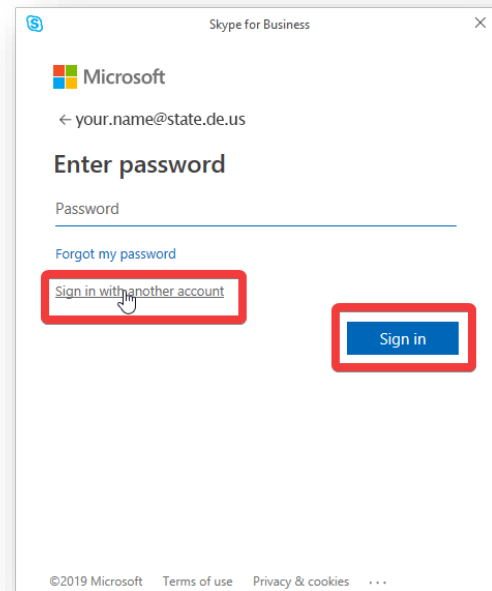 Skype for Business
Microsoft
← your.name@state.de.us
Enter password
Password
Forgot my password
Sign in with another account
Sign in
©2019 Microsoft Terms of use Privacy & cookies ...